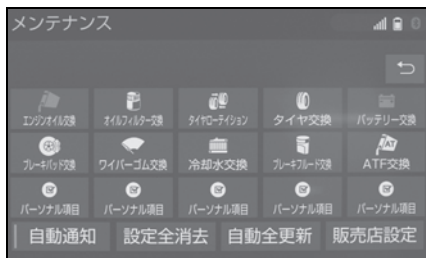 メンテナンス
エンジンオイル交換 オイルフィルター交換 タイヤローテイション タイヤ交換 バッテリー交換
ブレーキパッド交換 ワイパーゴム交換 冷却水交換 ブレーキフルード交換 AT ATF交換
パーソナル項目 パーソナル項目 パーソナル項目 パーソナル項目 パーソナル項目
自動通知 設定全消去 自動全更新 販売店設定